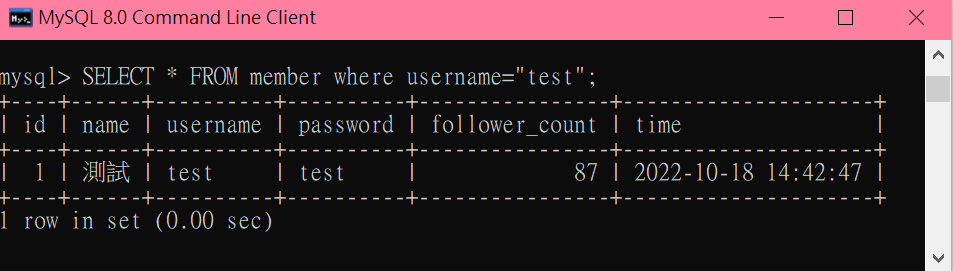 MySQL 8.0 Command Line Client
mysql> SELECT * FROM member where username="test";
+----+------+----------+----------+----------------+---------------------+
| id | name | username | password | follower_count | time                |
+----+------+----------+----------+----------------+---------------------+
|  1 | 測試 | test     | test     |             87 | 2022-10-18 14:42:47 |
+----+------+----------+----------+----------------+---------------------+
1 row in set (0.00 sec)